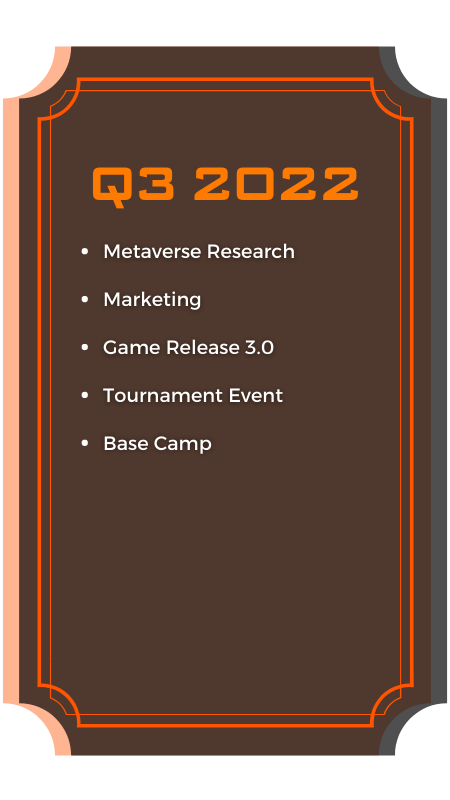 Q3 2022
• Metaverse Research
• Marketing
• Game Release 3.0
• Tournament Event
• Base Camp